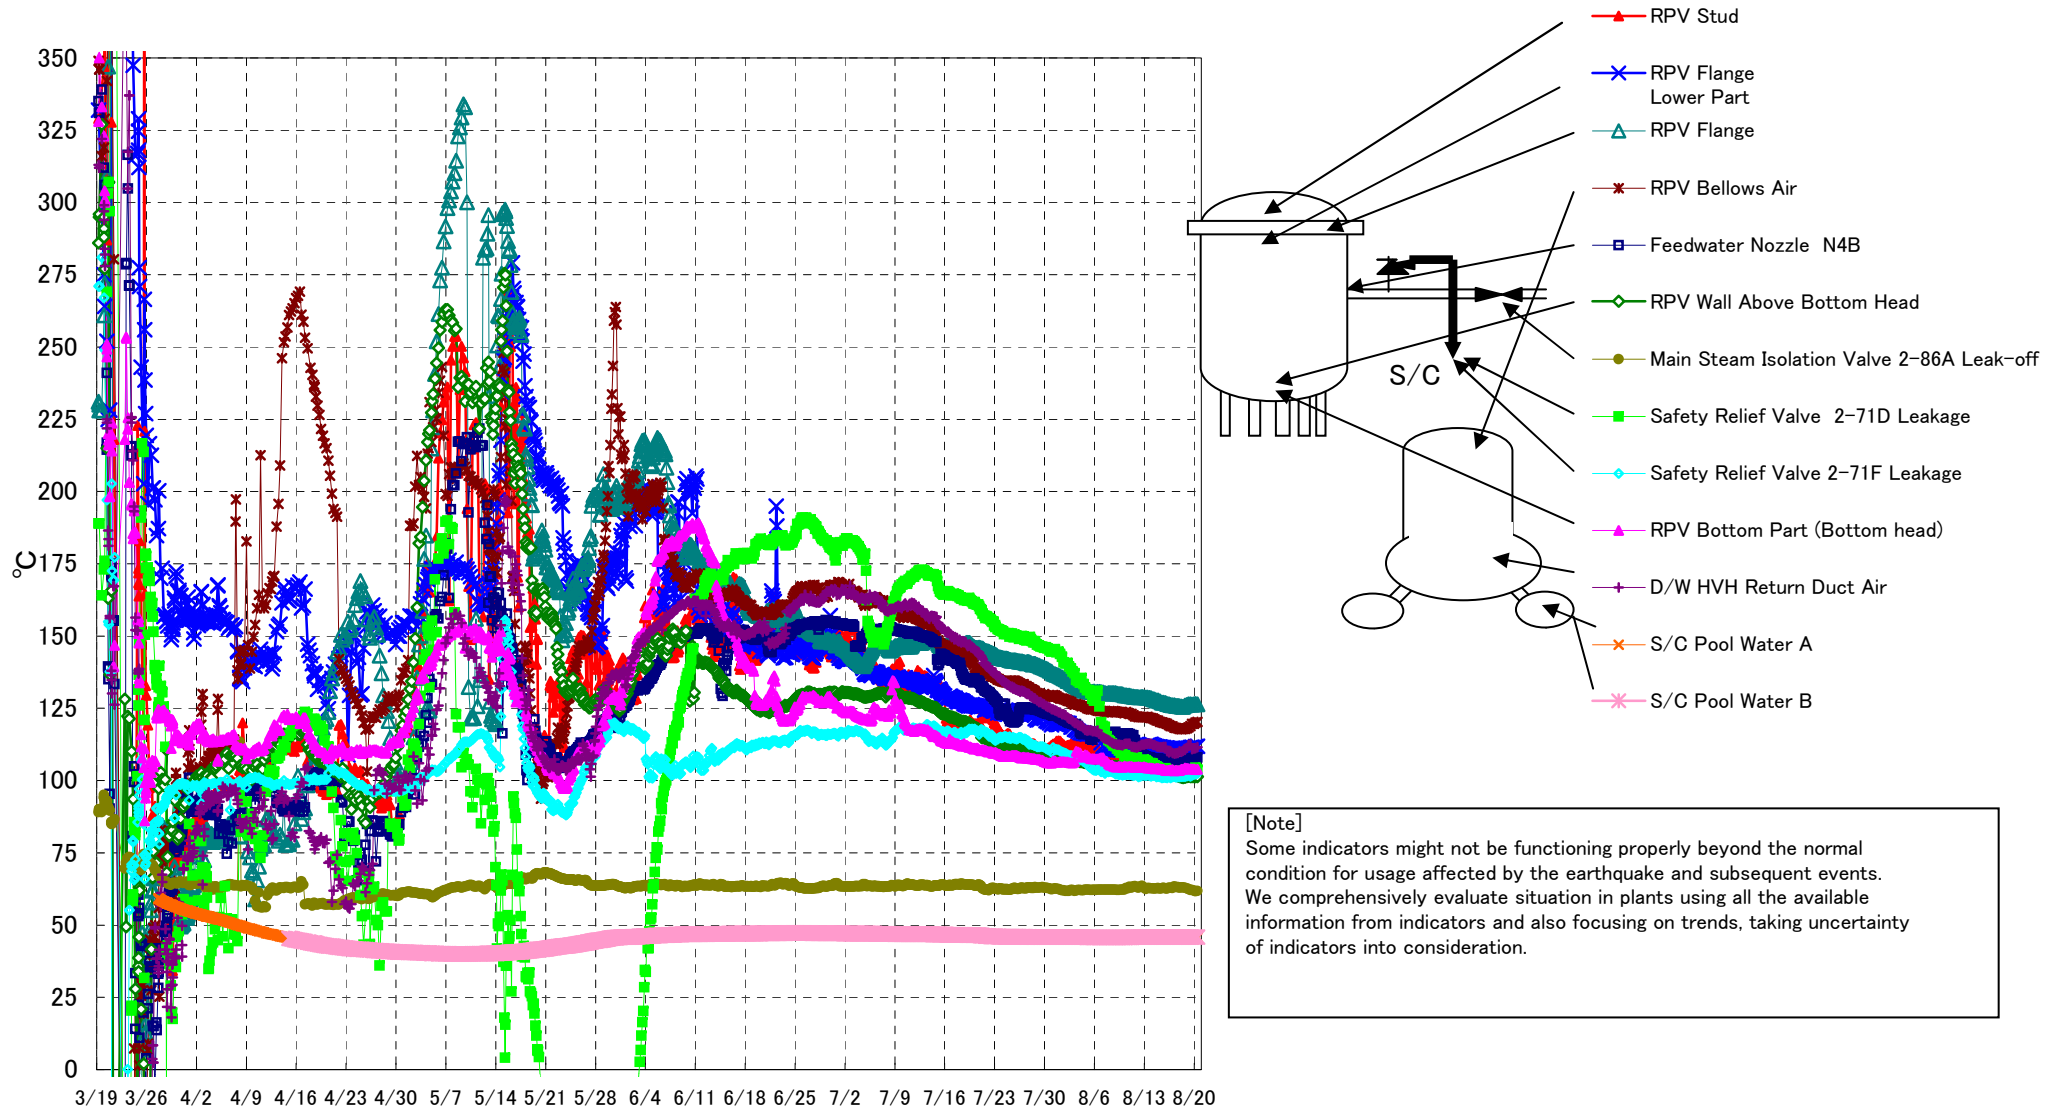 350
325
300
275
250
225
200
175
150
125
100
75
50
25
0
℃
3/19 3/26 4/2 4/9 4/16 4/23 4/30 5/7 5/14 5/21 5/28 6/4 6/11 6/18 6/25 7/2 7/9 7/16 7/23 7/30 8/6 8/13 8/20
RPV Stud
RPV Flange
Lower Part
RPV Flange
RPV Bellows Air
Feedwater Nozzle N4B
RPV Wall Above Bottom Head
Main Steam Isolation Valve 2-86A Leak-off
Safety Relief Valve 2-71D Leakage
Safety Relief Valve 2-71F Leakage
RPV Bottom Part (Bottom head)
D/W HVH Return Duct Air
S/C Pool Water A
S/C Pool Water B
S/C
[Note]
Some indicators might not be functioning properly beyond the normal
condition for usage affected by the earthquake and subsequent events.
We comprehensively evaluate situation in plants using all the available
information from indicators and also focusing on trends, taking uncertainty
of indicators into consideration.